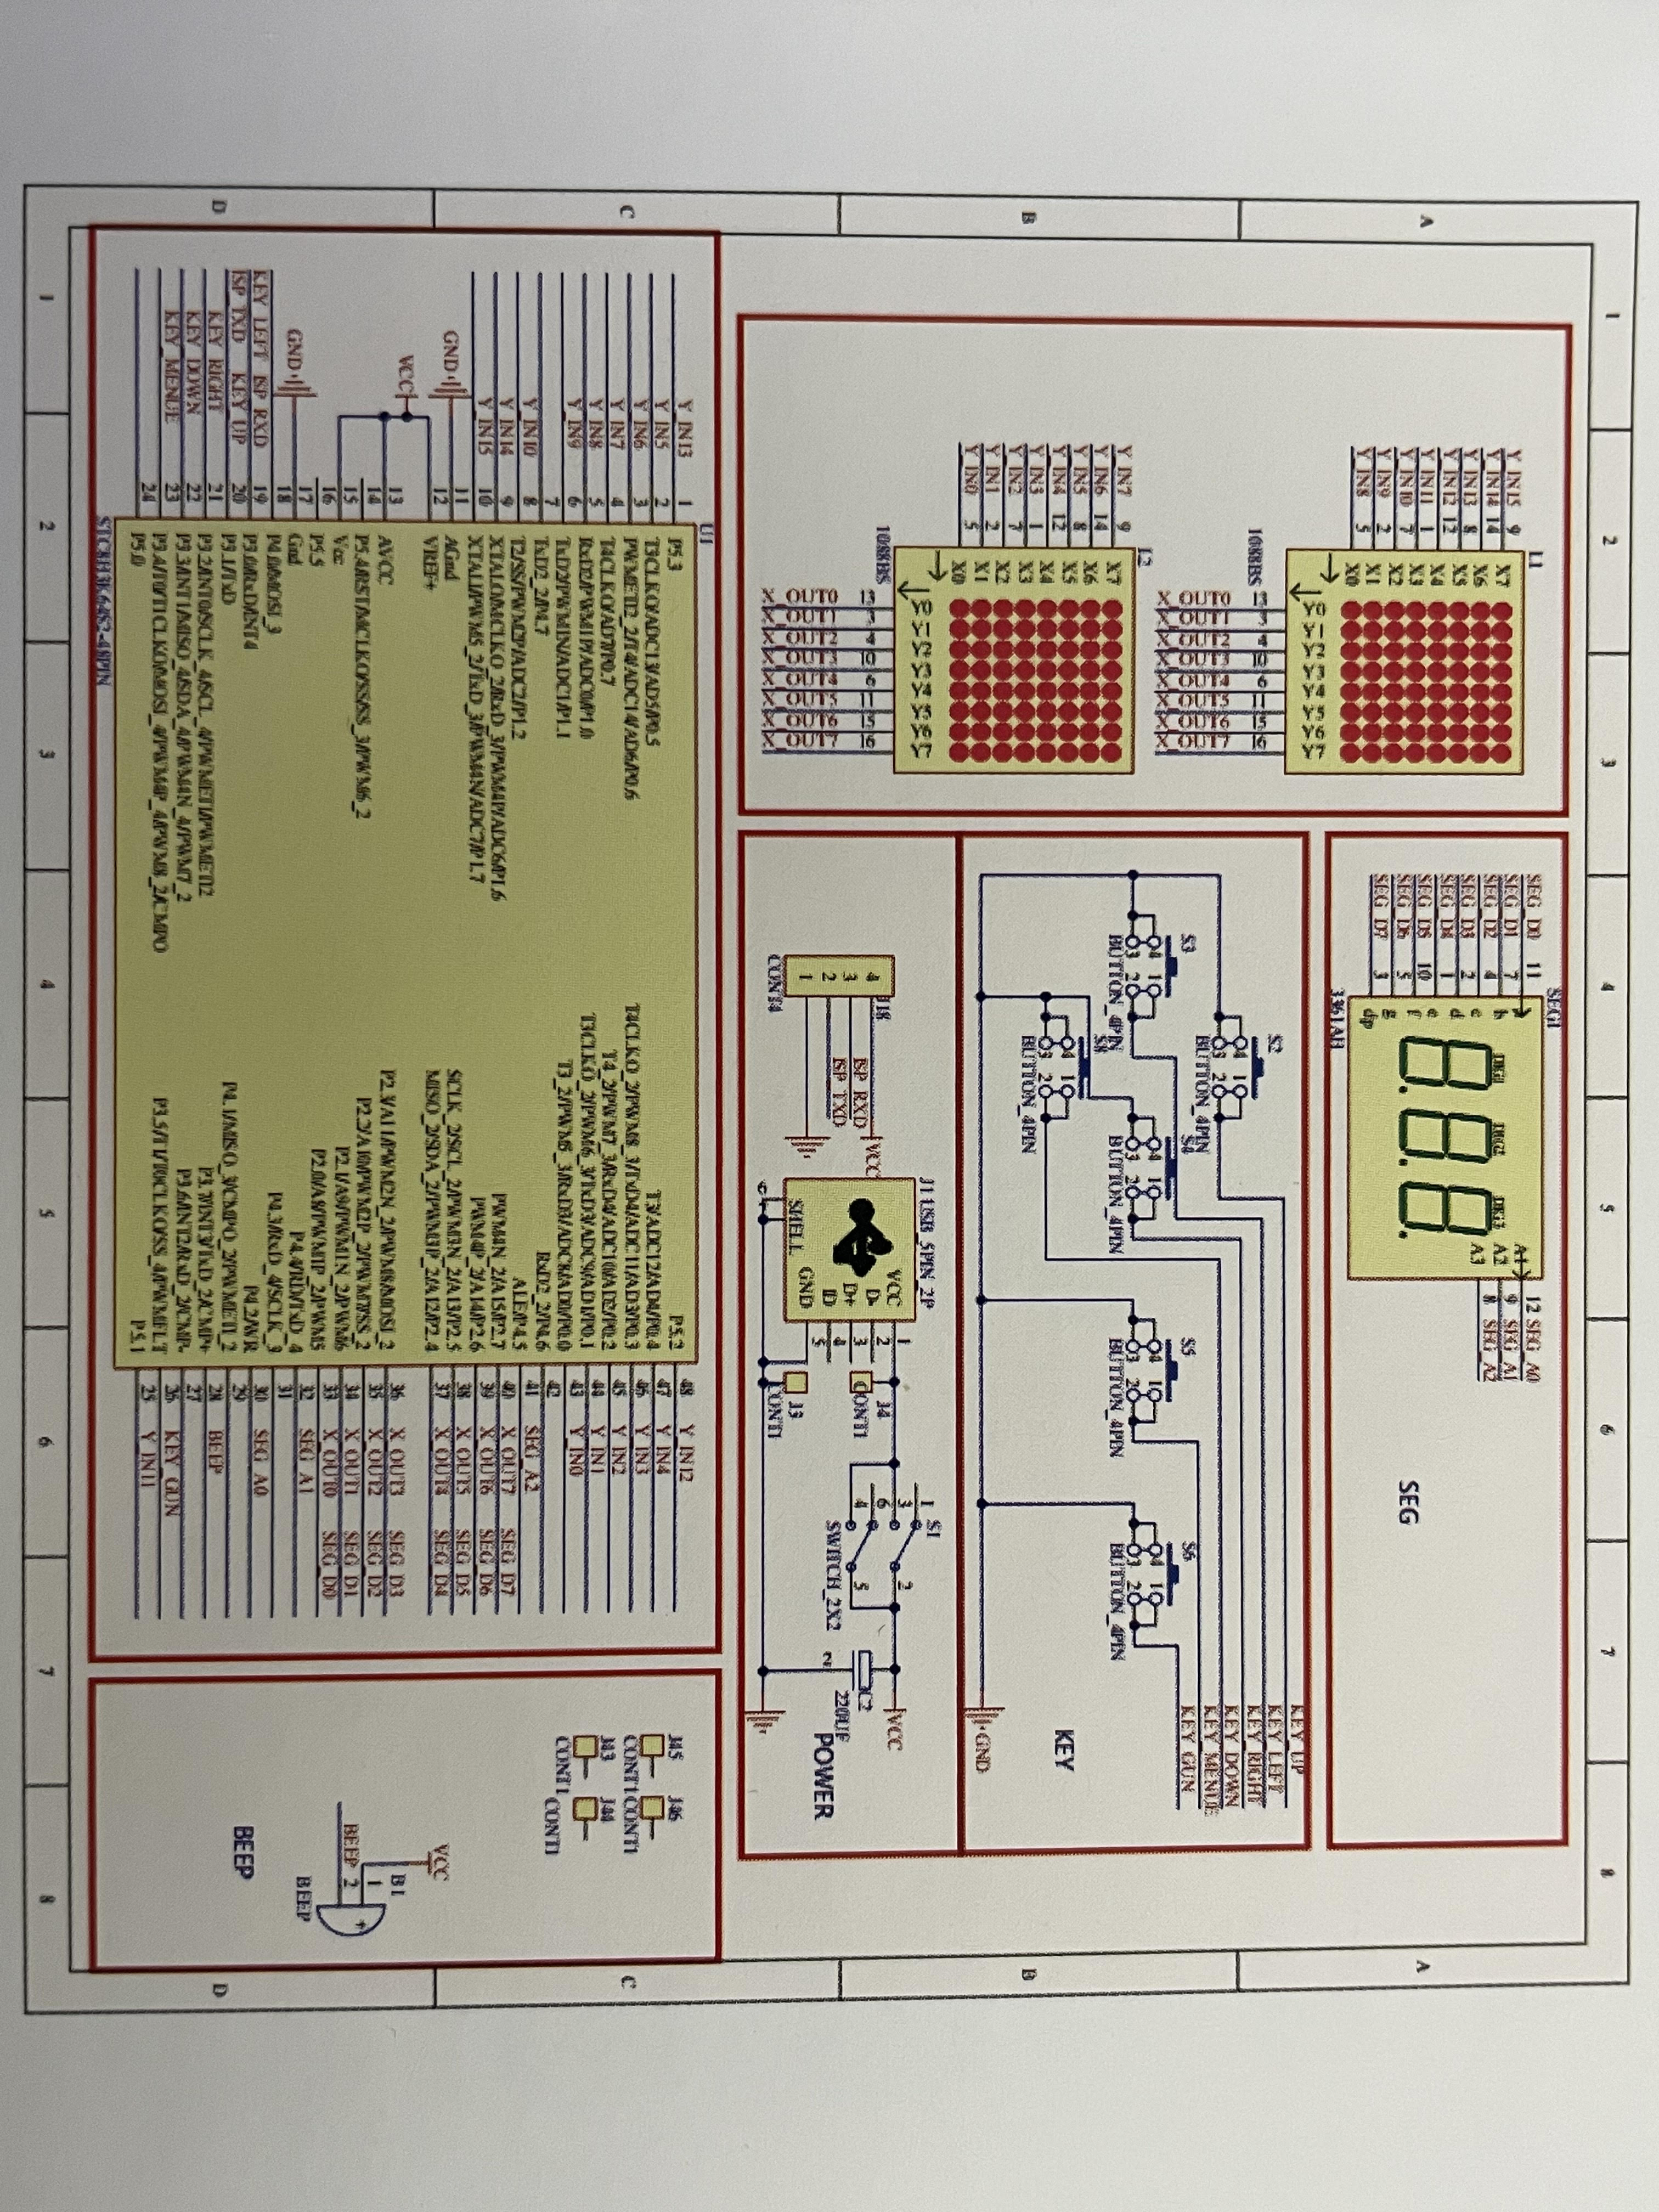 1 2 3 4 5 6 7 8
A
B
C
D
L1
Y_IN15 9 X7
Y_IN14 14 X6
Y_IN13 8 X5
Y_IN12 12 X4
Y_IN11 1 X3
Y_IN10 7 X2
Y_IN9 2 X1
Y_IN8 5 X0
Y0 Y1 Y2 Y3 Y4 Y5 Y6 Y7
1088BS
13 3 4 10 6 11 15 16
X_OUT0 X_OUT1 X_OUT2 X_OUT3 X_OUT4 X_OUT5 X_OUT6 X_OUT7
L2
Y_IN7 9 X7
Y_IN6 14 X6
Y_IN5 8 X5
Y_IN4 12 X4
Y_IN3 1 X3
Y_IN2 7 X2
Y_IN1 2 X1
Y_IN0 5 X0
Y0 Y1 Y2 Y3 Y4 Y5 Y6 Y7
1088BS
13 3 4 10 6 11 15 16
X_OUT0 X_OUT1 X_OUT2 X_OUT3 X_OUT4 X_OUT5 X_OUT6 X_OUT7
SEG1
SEG_D0 11 A1 12 SEG_A0
SEG_D1 7 b A2 9 SEG_A1
SEG_D2 4 c A3 8 SEG_A2
SEG_D3 2 d
SEG_D4 1 e
SEG_D5 10 f
SEG_D6 5 g
SEG_D7 3 dp
DIG1 DIG2 DIG3
8.8.8.
3361AH
SEG
KEY_UP
KEY_LEFT
KEY_RIGHT
KEY_DOWN
KEY_MENUE
KEY_GUN
S2
4 1
3 2
BUTTON_4PIN
S3 S4 S5 S6
4 1 4 1 4 1 4 1
3 2 3 2 3 2 3 2
BUTTON_4PIN BUTTON_4PIN BUTTON_4PIN BUTTON_4PIN
S8
4 1
3 2
BUTTON_4PIN
KEY
GND
J18
4 VCC
3 ISP_RXD
2 ISP_TXD
1
CONT4
J1 USB_5PIN_2P
VCC 1
D- 2
D+ 3
ID 4
GND 5
SHELL
J4
CONT1
J3
CONT1
S1
1
3 2
6
4 5
SWITCH_2X2
VCC
C2
220UF
2
POWER
U1
Y_IN13 1 P5.3
Y_IN5 2 T3CLKO/ADC13/AD5/P0.5
Y_IN6 3 PWMETI2_2/T4/ADC14/AD6/P0.6
Y_IN7 4 T4CLKO/AD7/P0.7
Y_IN8 5 RxD2/PWM1P/ADC0/P1.0
Y_IN9 6 TxD2/PWM1N/ADC1/P1.1
7 TxD2_2/P4.7
Y_IN10 8 T2/SS/PWM2P/ADC2/P1.2
Y_IN14 9 XTALO/MCLKO_2/RxD_3/PWM4P/ADC6/P1.6
Y_IN15 10 XTALI/PWM5_2/TxD_3/PWM4N/ADC7/P1.7
GND 11 AGnd
12 VREF+
VCC
13 AVCC
14 P5.4/RST/MCLKO/SS/SS_3/PWM6_2
15 Vcc
16 P5.5
GND 17 Gnd
18 P4.0/MOSI_3
KEY_LEFT ISP_RXD 19 P3.0/RxD/INT4
ISP_TXD KEY_UP 20 P3.1/TxD
KEY_RIGHT 21 P3.2/INT0/SCLK_4/SCL_4/PWMETI/PWMETI2
KEY_DOWN 22 P3.3/INT1/MISO_4/SDA_4/PWM4N_4/PWM7_2
KEY_MENUE 23 P3.4/T0/T1CLKO/MOSI_4/PWM4P_4/PWM8_2/CMPO
24 P5.0
P5.2 48 Y_IN12
T3/ADC12/AD4/P0.4 47 Y_IN4
T4CLKO_2/PWM8_3/TxD4/ADC11/AD3/P0.3 46 Y_IN3
T4_2/PWM7_3/RxD4/ADC10/AD2/P0.2 45 Y_IN2
T3CLKO_2/PWM6_3/TxD3/ADC9/AD1/P0.1 44 Y_IN1
T3_2/PWM5_3/RxD3/ADC8/AD0/P0.0 43 Y_IN0
RxD2_2/P4.6 42
ALE/P4.5 41 SEG_A2
PWM4N_2/A15/P2.7 40 X_OUT7 SEG_D7
PWM4P_2/A14/P2.6 39 X_OUT6 SEG_D6
SCLK_2/SCL_2/PWM3N_2/A13/P2.5 38 X_OUT5 SEG_D5
MISO_2/SDA_2/PWM3P_2/A12/P2.4 37 X_OUT4 SEG_D4
P2.3/A11/PWM2N_2/PWM8/MOSI_2 36 X_OUT3 SEG_D3
P2.2/A10/PWM2P_2/PWM7/SS_2 35 X_OUT2 SEG_D2
P2.1/A9/PWM1N_2/PWM6 34 X_OUT1 SEG_D1
P2.0/A8/PWM1P_2/PWM5 33 X_OUT0 SEG_D0
P4.4/RD/TxD_4 32 SEG_A1
P4.3/RxD_4/SCLK_3 31
P4.2/WR 30 SEG_A0
P4.1/MISO_3/CMPO_2/PWMETI_2 29
P3.7/INT3/TxD_2/CMP+ 28 BEEP
P3.6/INT2/RxD_2/CMP- 27
P3.5/T1/T0CLKO/SS_4/PWMFLT 26 KEY_GUN
P5.1 25 Y_IN11
STC8H3K64S2-48PIN
J45 J46
CONT1 CONT1
J43 J44
CONT1 CONT1
VCC
B1
1
BEEP 2
+
BEEP
BEEP
A
B
C
D
1 2 3 4 5 6 7 8